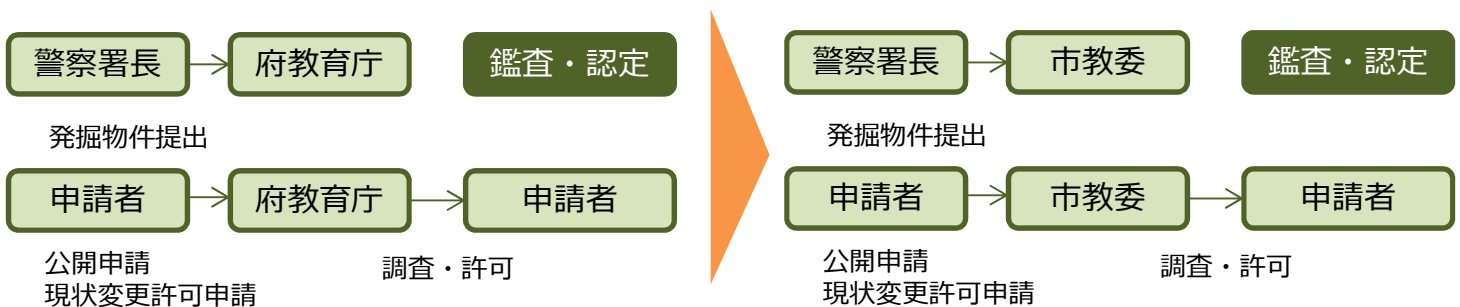 警察署長
府教育庁
鑑査・認定
発掘物件提出
申請者
府教育庁
申請者
公開申請
現状変更許可申請
調査・許可
警察署長
市教委
鑑査・認定
発掘物件提出
申請者
市教委
申請者
公開申請
現状変更許可申請
調査・許可